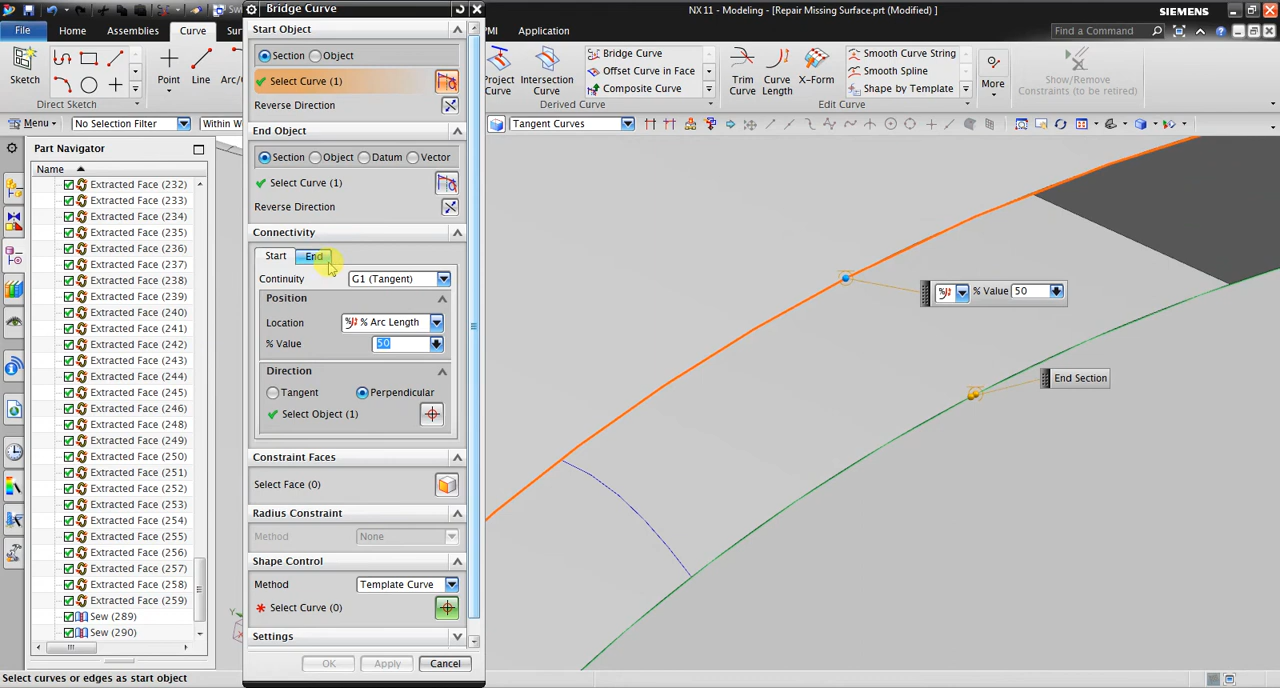 Bridge Curve
Sw
NX 11 - Modeling - [Repair Missing Surface.prt (Modified) ]
SIEMENS
File
Home
Assemblies
Curve
Sur
PMI
Application
Find a Command
Sketch
Point
Line
Arc/
Direct Sketch
Project Curve
Intersection Curve
Bridge Curve
Offset Curve in Face
Composite Curve
Derived Curve
Trim Curve
Curve Length
X-Form
Smooth Curve String
Smooth Spline
Shape by Template
Edit Curve
More
Show/Remove Constraints (to be retired)
Menu
No Selection Filter
Within W
Tangent Curves
Part Navigator
Name
Extracted Face (232)
Extracted Face (233)
Extracted Face (234)
Extracted Face (235)
Extracted Face (236)
Extracted Face (237)
Extracted Face (238)
Extracted Face (239)
Extracted Face (240)
Extracted Face (241)
Extracted Face (242)
Extracted Face (243)
Extracted Face (244)
Extracted Face (245)
Extracted Face (246)
Extracted Face (247)
Extracted Face (248)
Extracted Face (249)
Extracted Face (250)
Extracted Face (251)
Extracted Face (252)
Extracted Face (253)
Extracted Face (254)
Extracted Face (255)
Extracted Face (256)
Extracted Face (257)
Extracted Face (258)
Extracted Face (259)
Sew (289)
Sew (290)
Start Object
Section Object
Select Curve (1)
Reverse Direction
End Object
Section Object Datum Vector
Select Curve (1)
Reverse Direction
Connectivity
Start End
Continuity G1 (Tangent)
Position
Location % Arc Length
% Value 50
Direction
Tangent Perpendicular
Select Object (1)
Constraint Faces
Select Face (0)
Radius Constraint
Method None
Shape Control
Method Template Curve
* Select Curve (0)
Settings
OK Apply Cancel
% Value 50
End Section
Y
Select curves or edges as start object